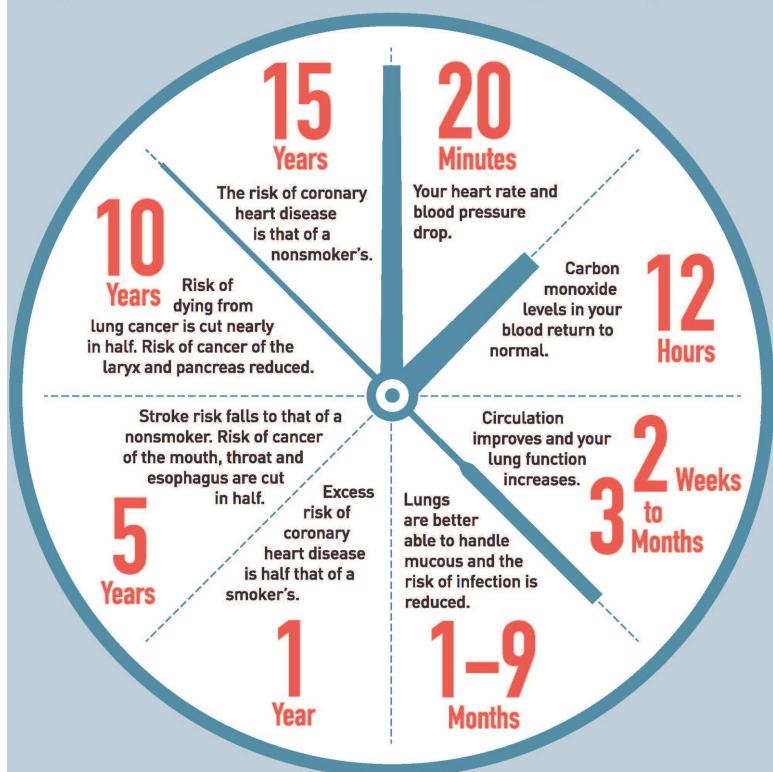 20
Minutes
Your heart rate and
blood pressure
drop.
12
Hours
Carbon
monoxide
levels in your
blood return to
normal.
2 Weeks
to
3 Months
Circulation
improves and your
lung function
increases.
1–9
Months
Lungs
are better
able to handle
mucous and the
risk of infection is
reduced.
1
Year
Excess
risk of
coronary
heart disease
is half that of a
smoker's.
5
Years
Stroke risk falls to that of a
nonsmoker. Risk of cancer
of the mouth, throat and
esophagus are cut
in half.
10
Years
Risk of
dying from
lung cancer is cut nearly
in half. Risk of cancer of the
laryx and pancreas reduced.
15
Years
The risk of coronary
heart disease
is that of a
nonsmoker's.